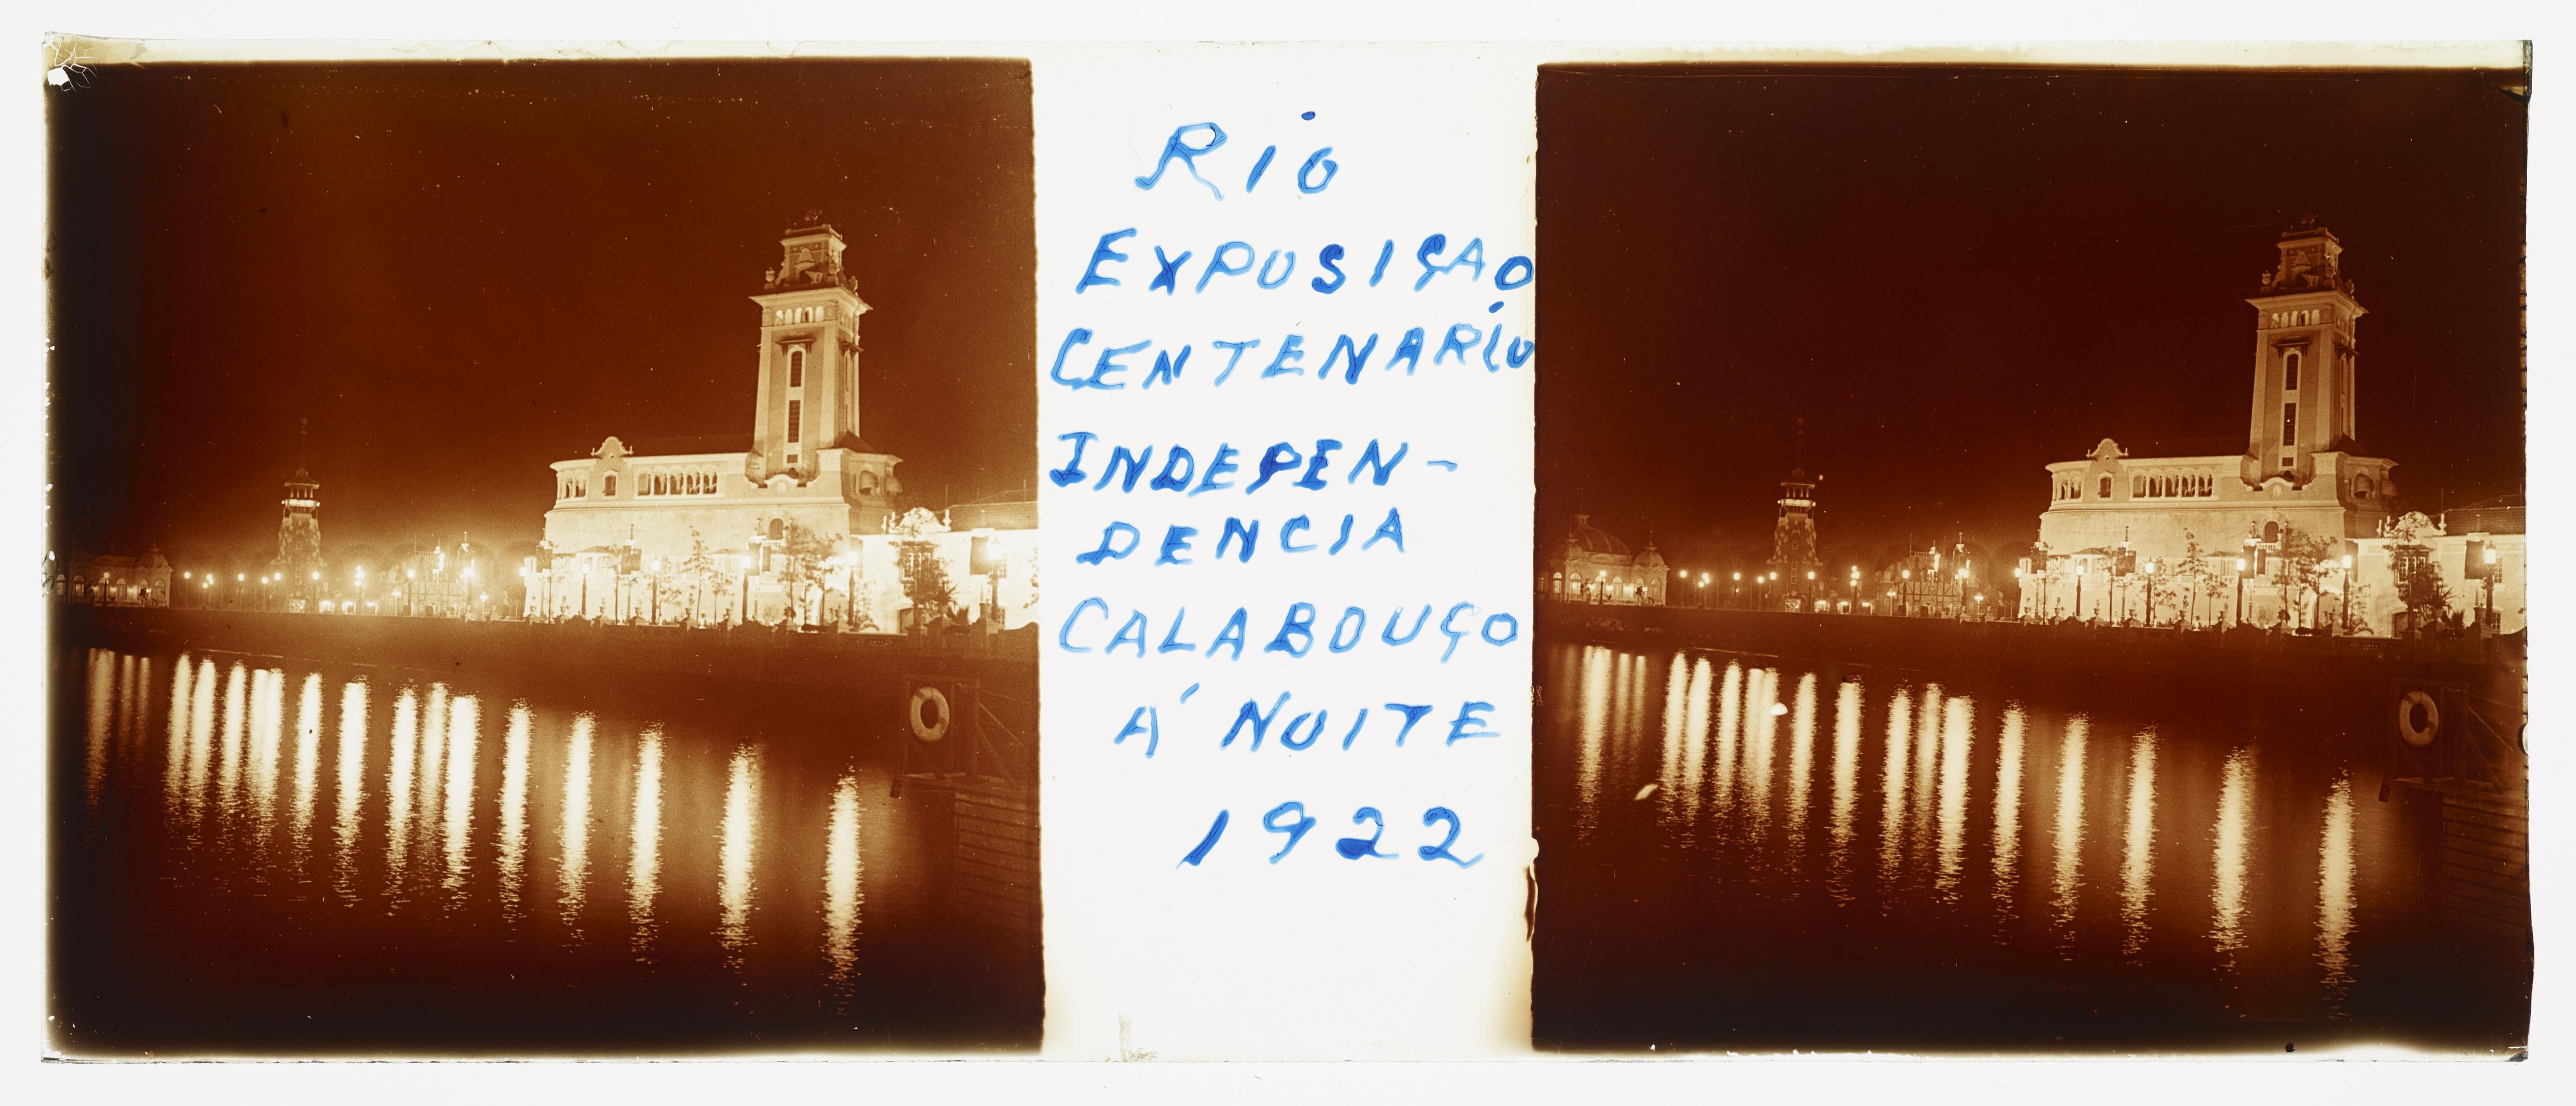 RIO
EXPOSIÇAO
CENTENARIO
INDEPEN-
DENCIA
CALABOUÇO
Á NOITE
1922